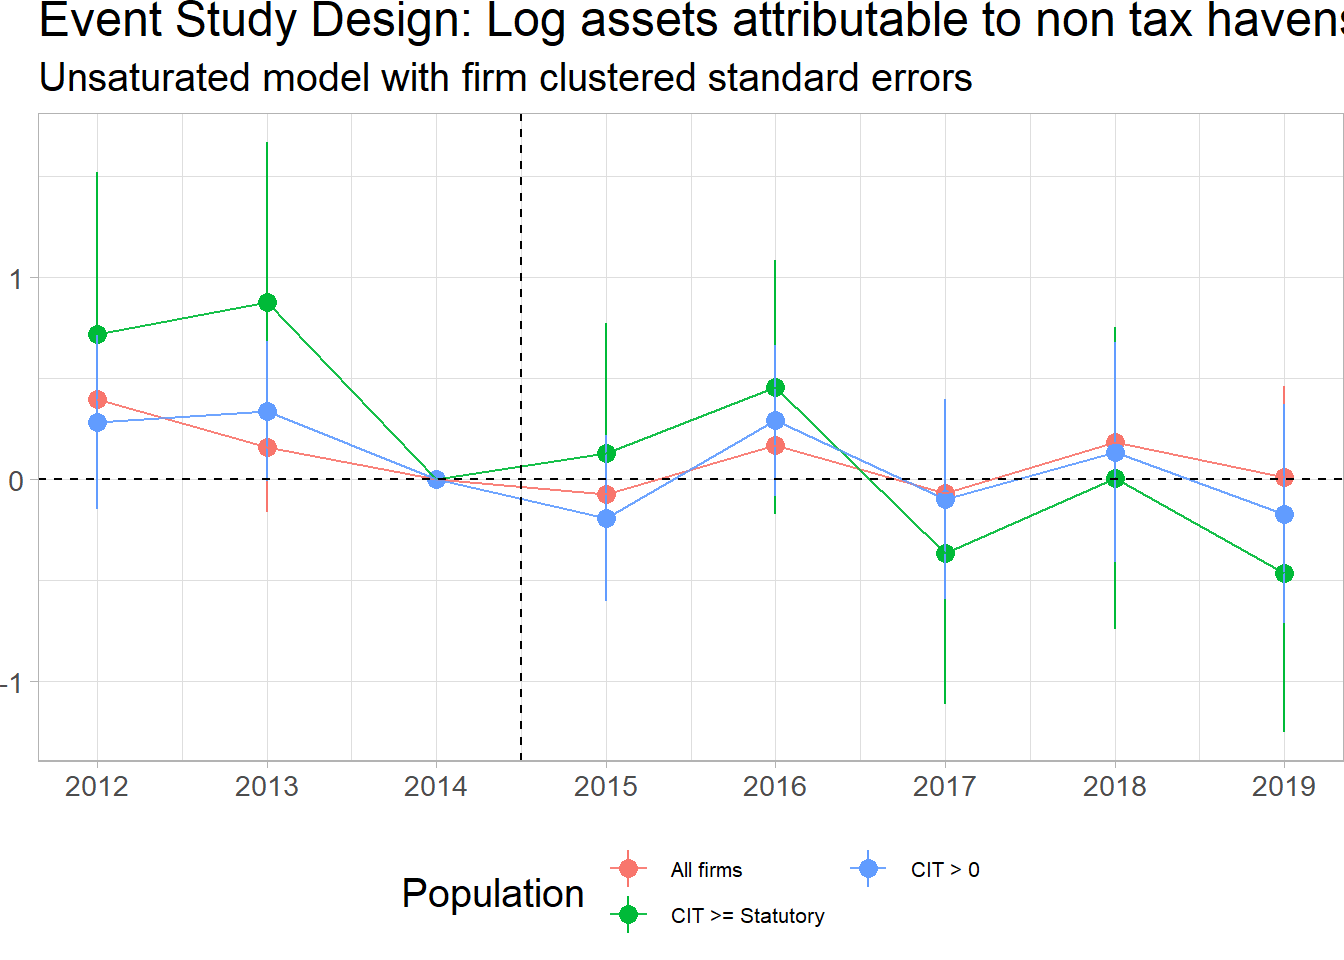 Event Study Design: Log assets attributable to non tax havens
Unsaturated model with firm clustered standard errors
1
0
-1
2012 2013 2014 2015 2016 2017 2018 2019
Population
All firms
CIT > 0
CIT >= Statutory